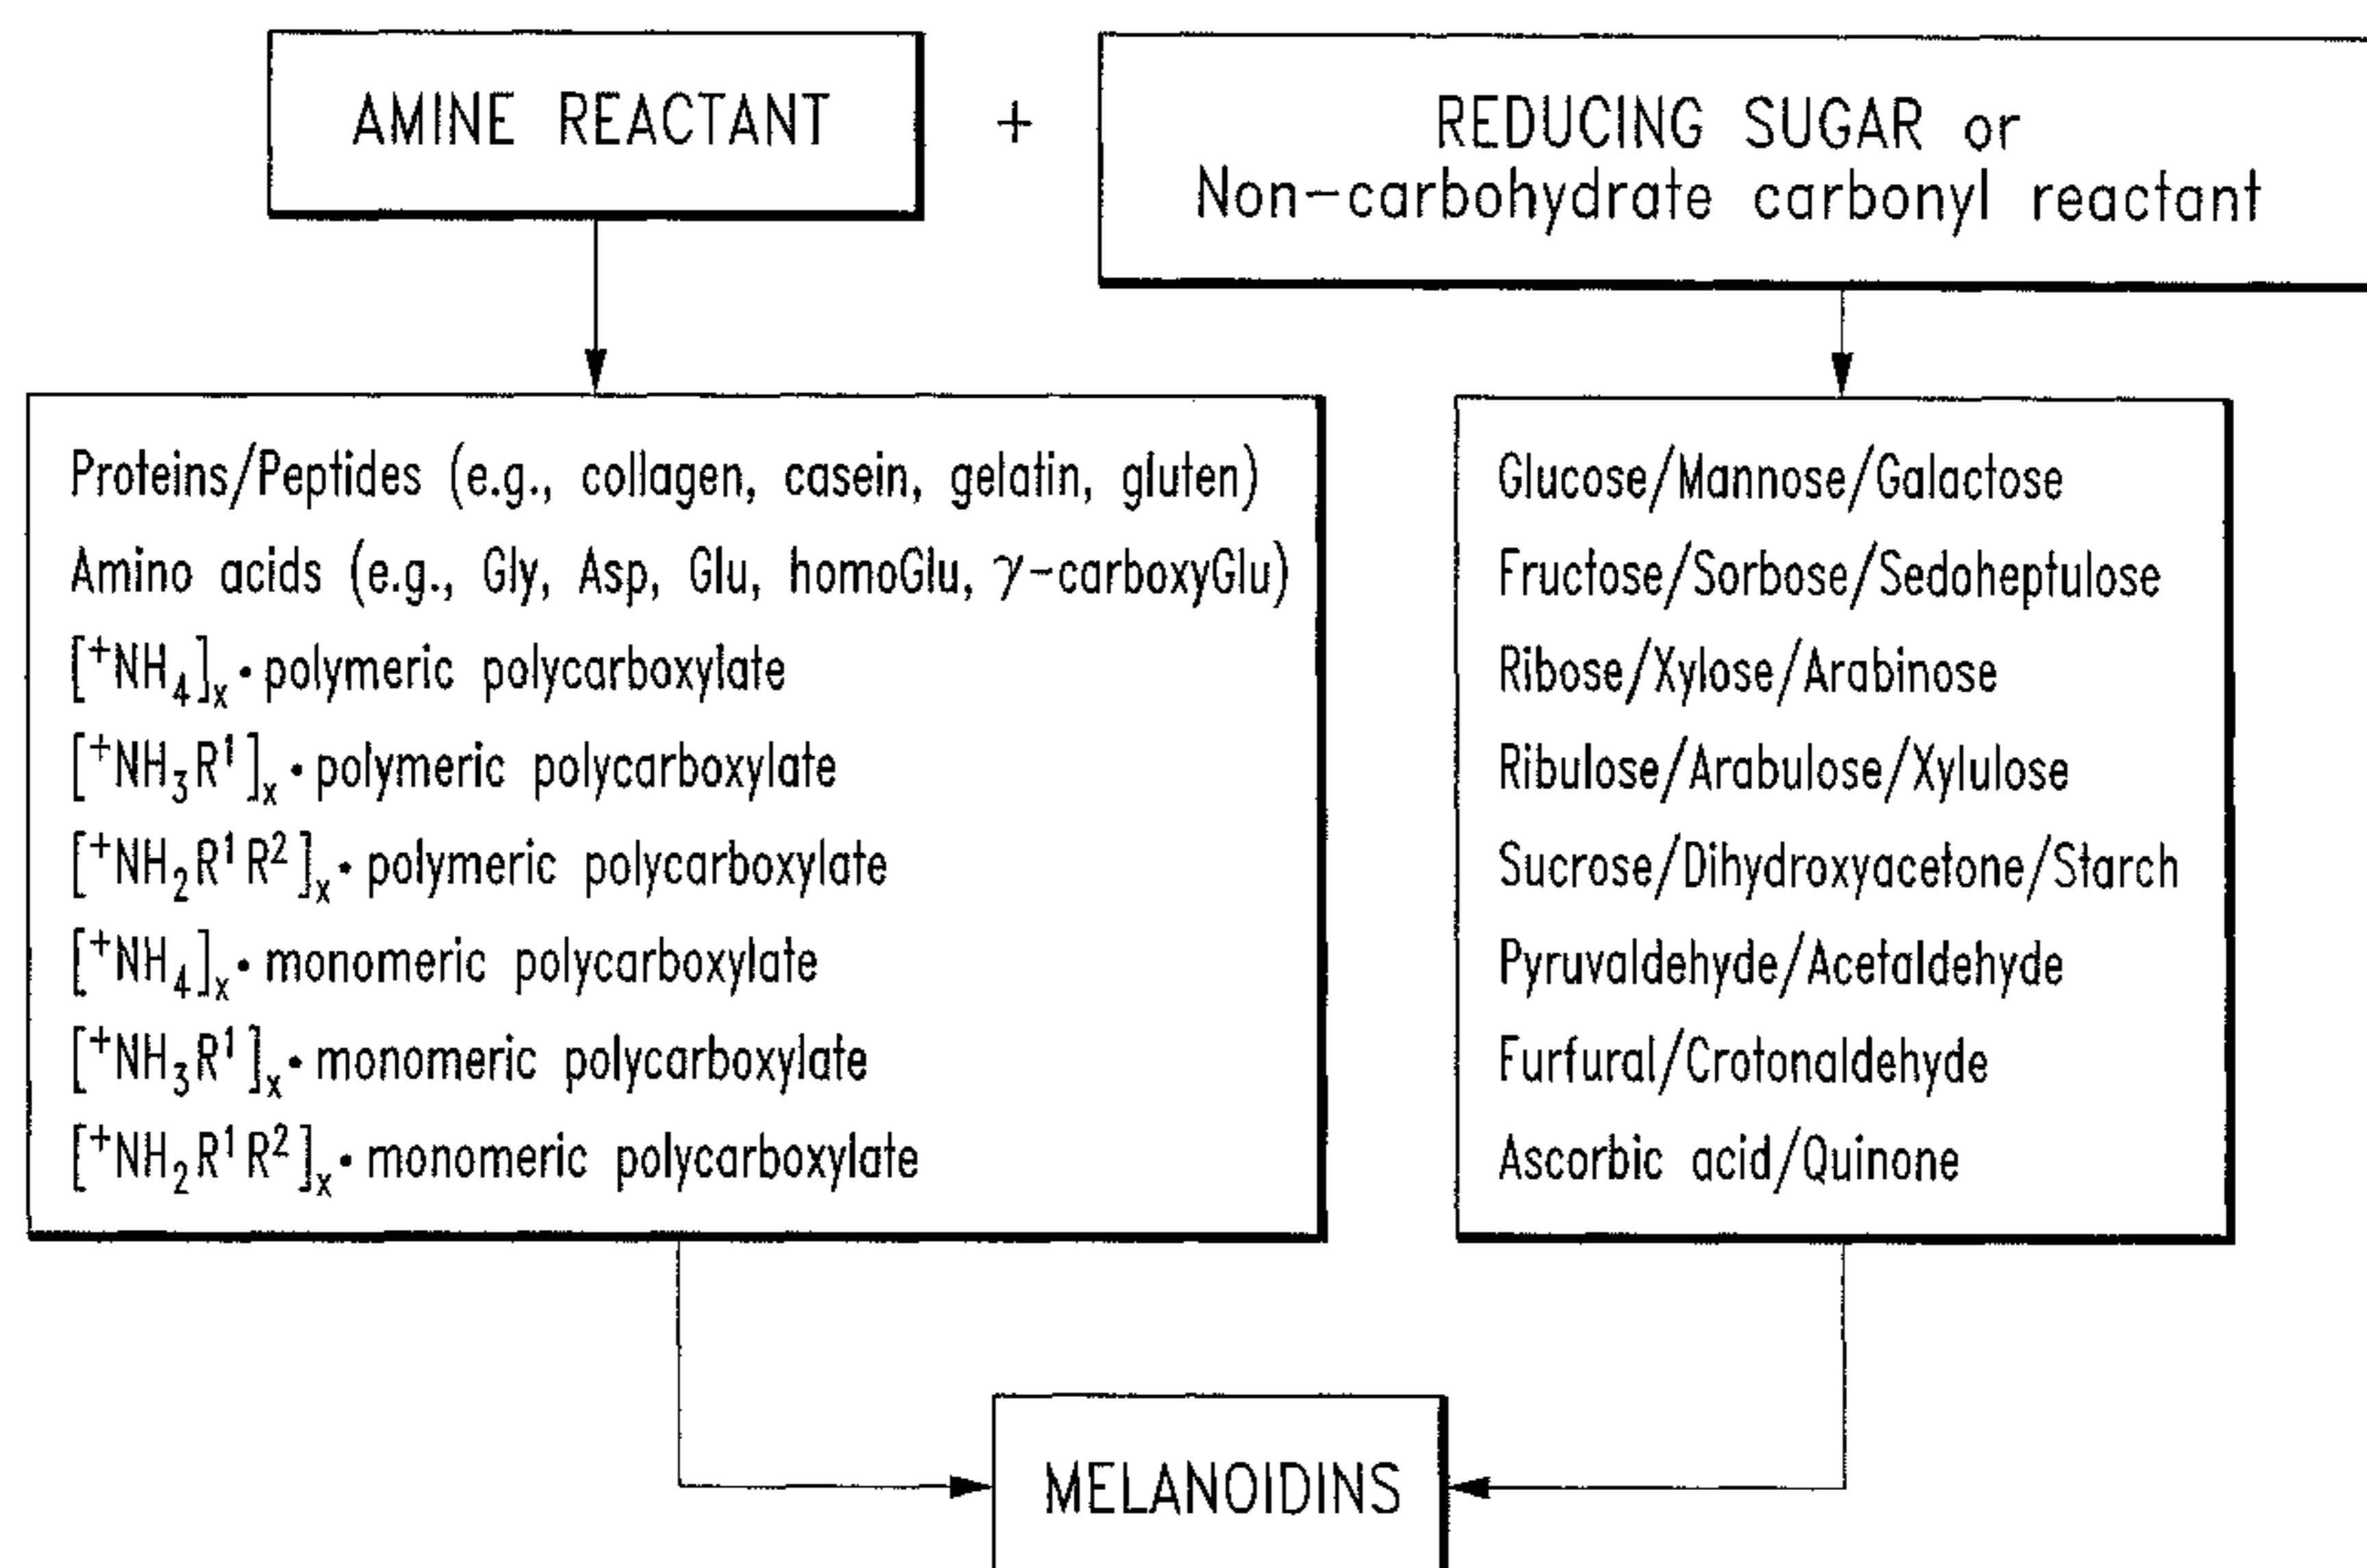 AMINE REACTANT
+
REDUCING SUGAR or
Non-carbohydrate carbonyl reactant
Proteins/Peptides (e.g., collagen, casein, gelatin, gluten)
Amino acids (e.g., Gly, Asp, Glu, homoGlu, γ-carboxyGlu)
[⁺NH₄]ₓ • polymeric polycarboxylate
[⁺NH₃R¹]ₓ • polymeric polycarboxylate
[⁺NH₂R¹R²]ₓ • polymeric polycarboxylate
[⁺NH₄]ₓ • monomeric polycarboxylate
[⁺NH₃R¹]ₓ • monomeric polycarboxylate
[⁺NH₂R¹R²]ₓ • monomeric polycarboxylate
Glucose/Mannose/Galactose
Fructose/Sorbose/Sedoheptulose
Ribose/Xylose/Arabinose
Ribulose/Arabulose/Xylulose
Sucrose/Dihydroxyacetone/Starch
Pyruvaldehyde/Acetaldehyde
Furfural/Crotonaldehyde
Ascorbic acid/Quinone
MELANOIDINS